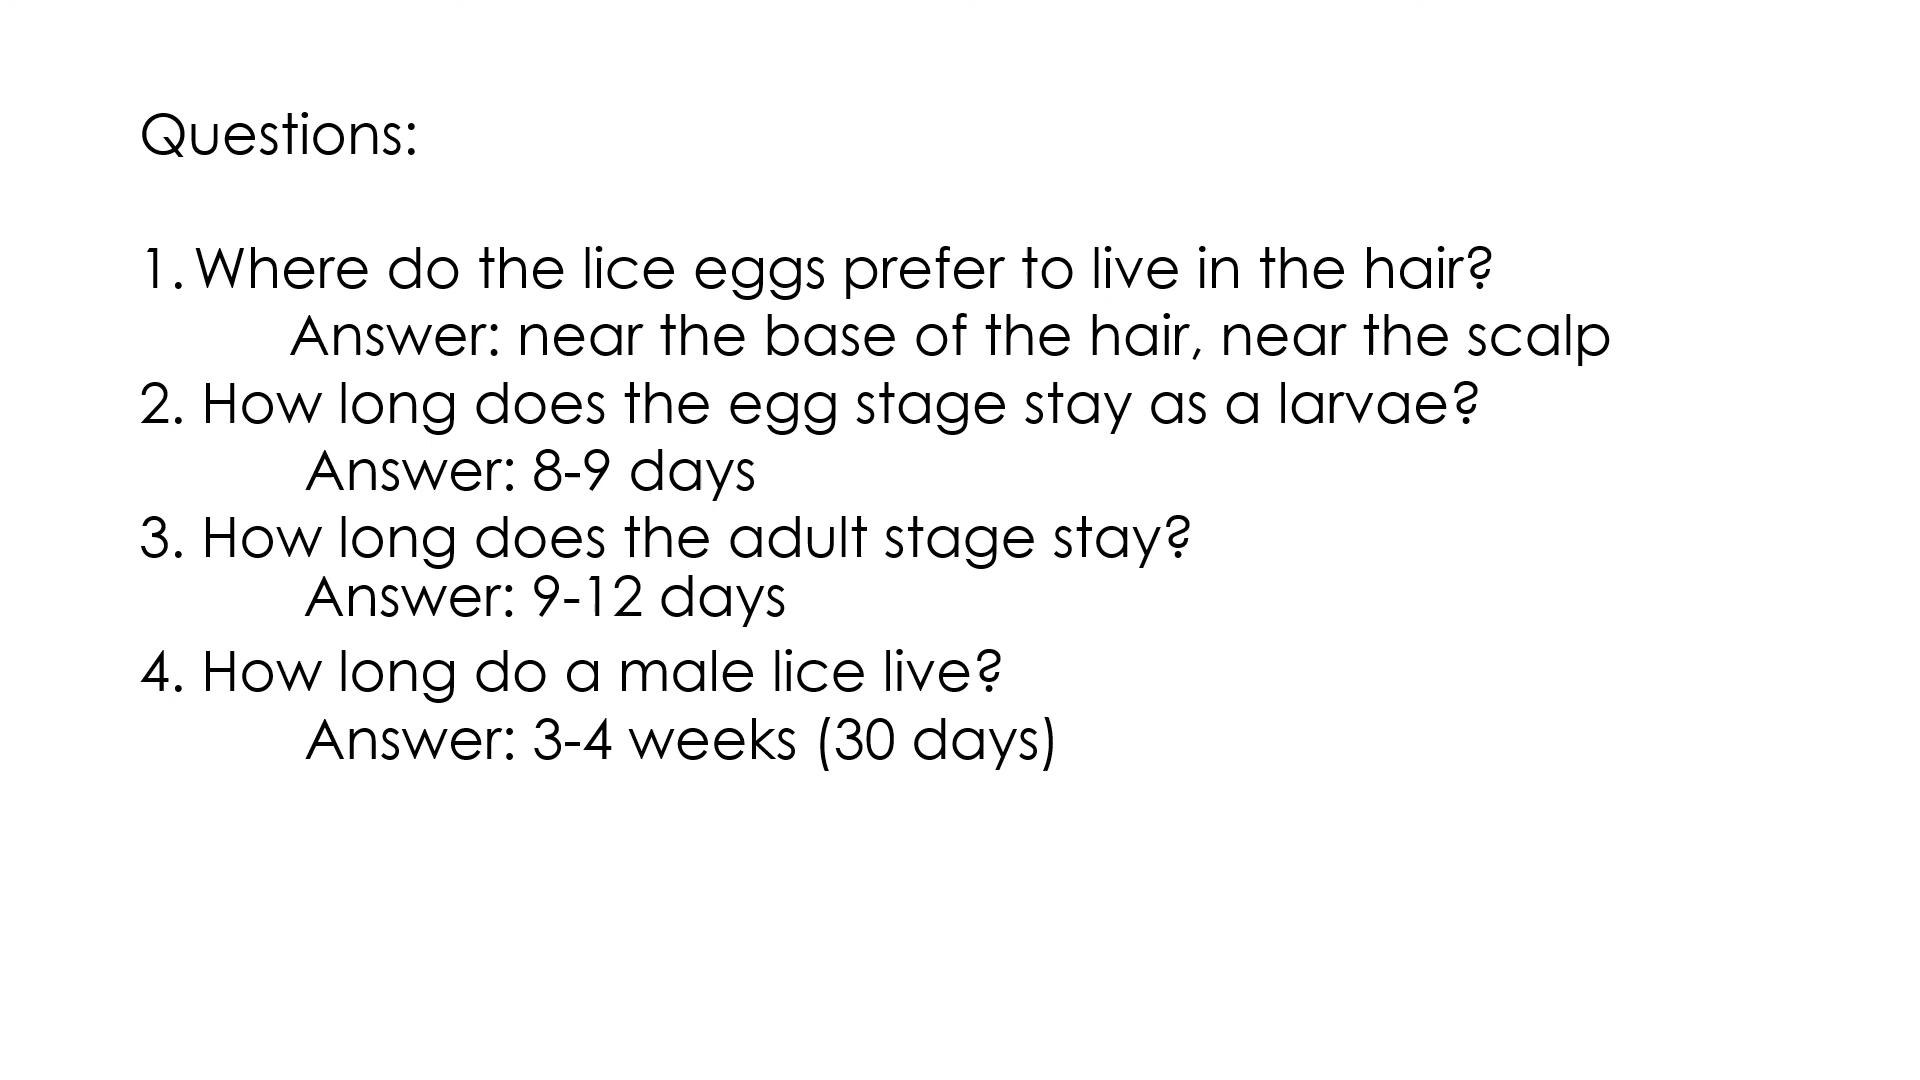 Questions:
1. Where do the lice eggs prefer to live in the hair?
Answer: near the base of the hair, near the scalp
2. How long does the egg stage stay as a larvae?
Answer: 8-9 days
3. How long does the adult stage stay?
Answer: 9-12 days
4. How long do a male lice live?
Answer: 3-4 weeks (30 days)